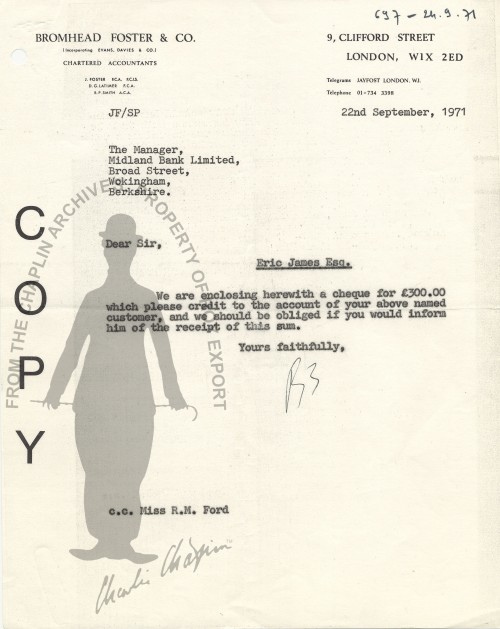 697 - 24.9.71
BROMHEAD FOSTER & CO.
(Incorporating EVANS, DAVIES & CO.)
CHARTERED ACCOUNTANTS
J. FOSTER F.C.A. F.C.I.S.
D. G. LATIMER F.C.A.
S. P. SMITH A.C.A.
9, CLIFFORD STREET
LONDON, W1X 2ED
Telegrams JAYFOST LONDON, W.I.
Telephone 01-734 3398
JF/SP
22nd September, 1971
The Manager,
Midland Bank Limited,
Broad Street,
Wokingham,
Berkshire.
Dear Sir,
Eric James Esq.
We are enclosing herewith a cheque for £300.00
which please credit to the account of your above named
customer, and we should be obliged if you would inform
him of the receipt of this sum.
Yours faithfully,
c.c. Miss R.M. Ford
COPY
FROM THE CHAPLIN ARCHIVE PROPERTY OF EXPORT
Charlie Chaplin